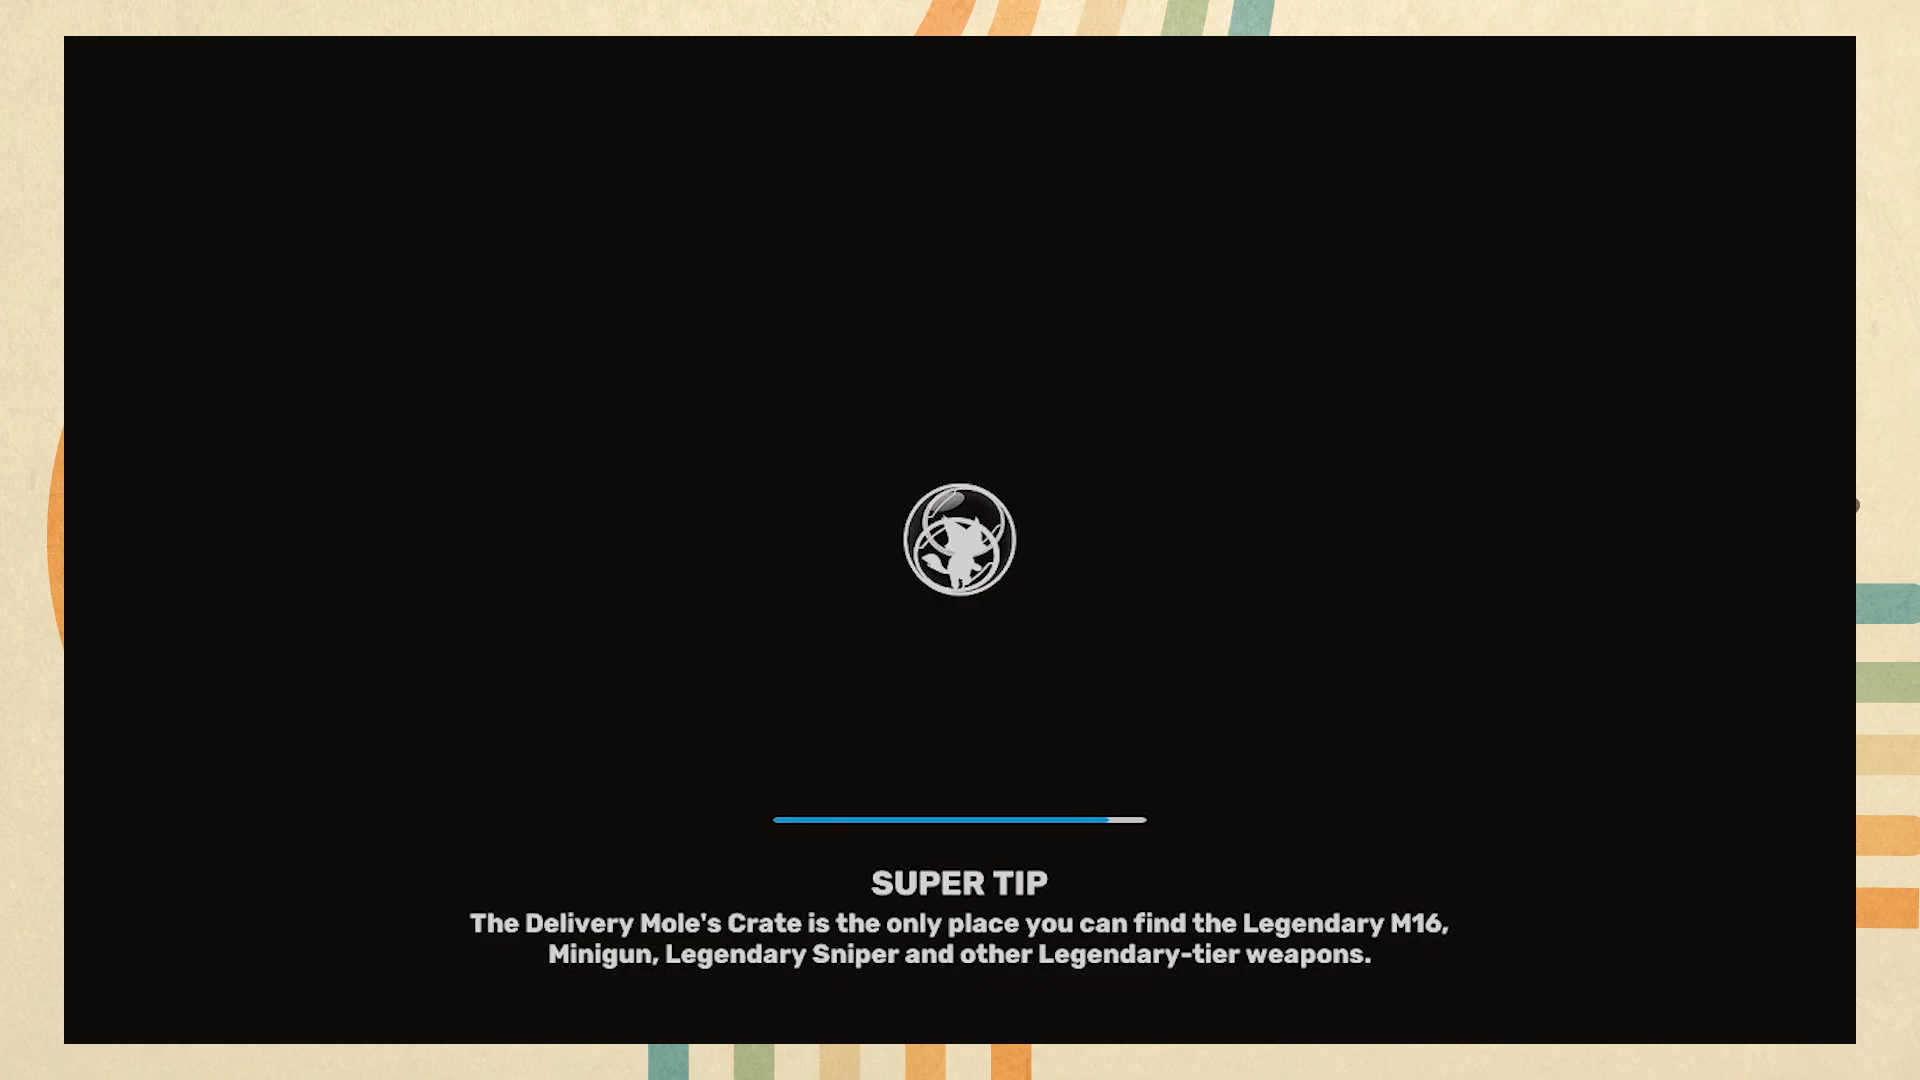 SUPER TIP
The Delivery Mole's Crate is the only place you can find the Legendary M16,
Minigun, Legendary Sniper and other Legendary-tier weapons.